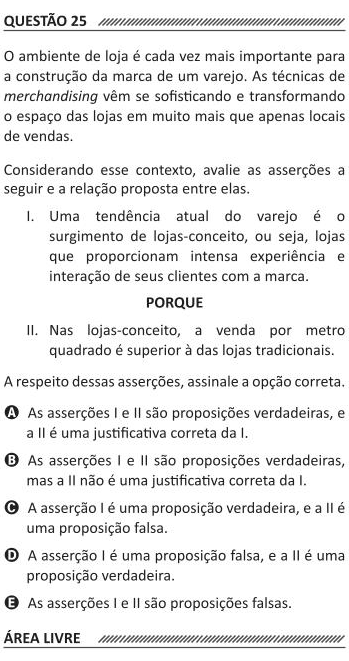 QUESTÃO 25
O ambiente de loja é cada vez mais importante para
a construção da marca de um varejo. As técnicas de
merchandising vêm se sofisticando e transformando
o espaço das lojas em muito mais que apenas locais
de vendas.
Considerando esse contexto, avalie as asserções a
seguir e a relação proposta entre elas.
I. Uma tendência atual do varejo é o
surgimento de lojas-conceito, ou seja, lojas
que proporcionam intensa experiência e
interação de seus clientes com a marca.
PORQUE
II. Nas lojas-conceito, a venda por metro
quadrado é superior à das lojas tradicionais.
A respeito dessas asserções, assinale a opção correta.
A As asserções I e II são proposições verdadeiras, e
a II é uma justificativa correta da I.
B As asserções I e II são proposições verdadeiras,
mas a II não é uma justificativa correta da I.
C A asserção I é uma proposição verdadeira, e a II é
uma proposição falsa.
D A asserção I é uma proposição falsa, e a II é uma
proposição verdadeira.
E As asserções I e II são proposições falsas.
ÁREA LIVRE